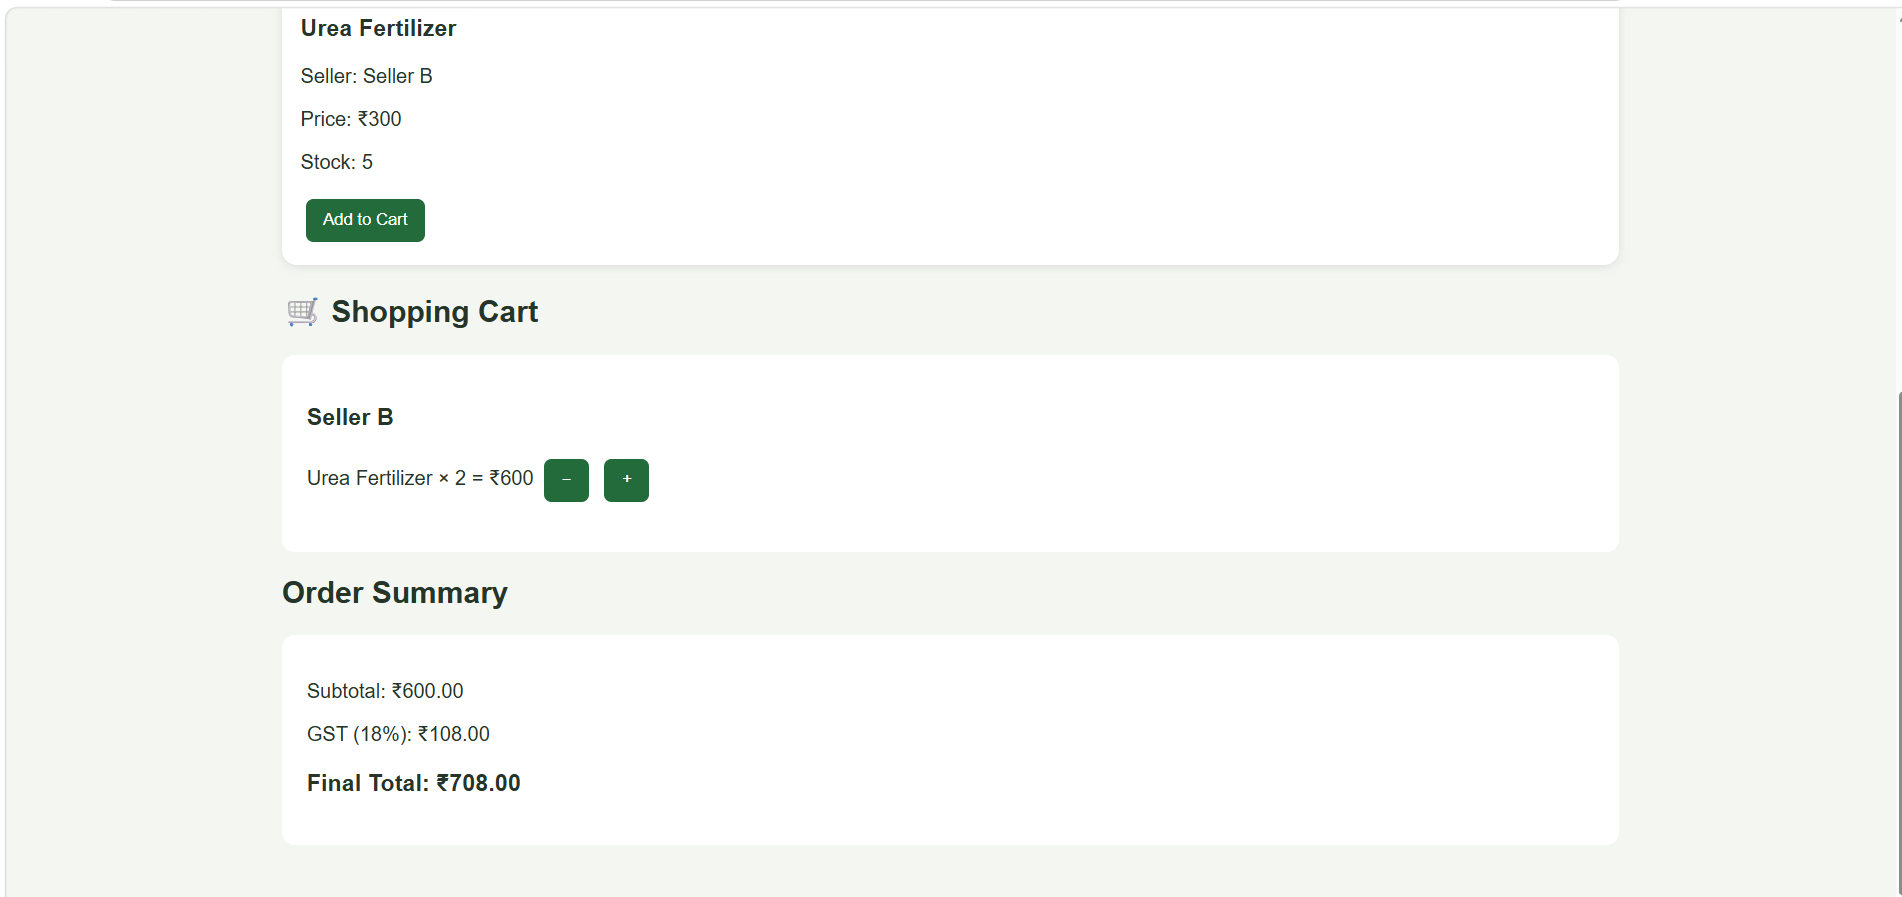 Urea Fertilizer
Seller: Seller B
Price: ₹300
Stock: 5
Add to Cart
🛒 Shopping Cart
Seller B
Urea Fertilizer × 2 = ₹600 – +
Order Summary
Subtotal: ₹600.00
GST (18%): ₹108.00
Final Total: ₹708.00